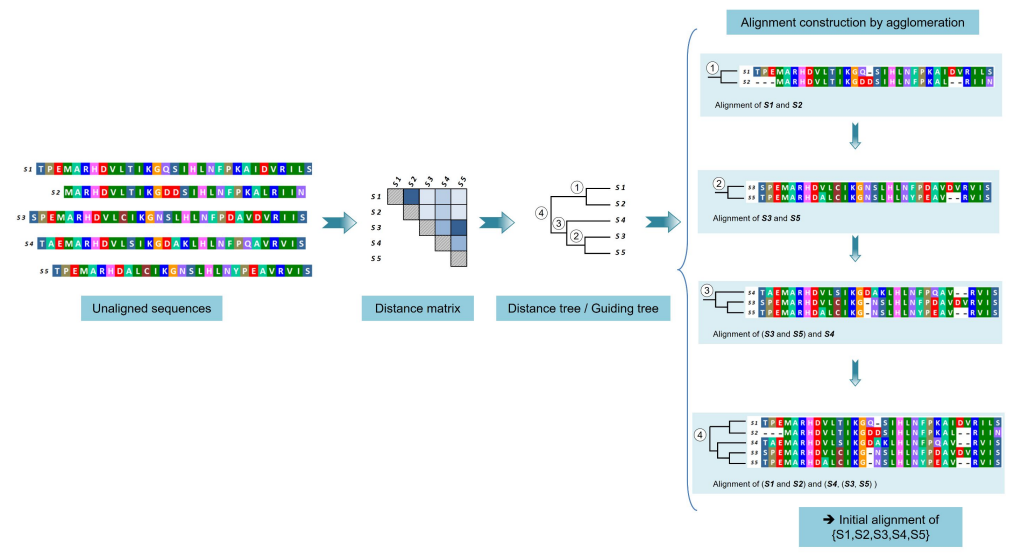 Alignment construction by agglomeration
1
S1 TPEMARHDVLTIKGQ-SIHLNFPKAIDVRILS
S2 ---MARHDVLTIKGDDSIHLNFPKAL--RIIN
Alignment of S1 and S2
S1 TPEMARHDVLTIKGQSIHLNFPKAIDVRILS
S2 MARHDVLTIKGDDSIHLNFPKALRIIN
S3 SPEMARHDVLCIKGNSLHLNFPDAVDVRIIS
S4 TAEMARHDVLSIKGDAKLHLNFPQAVRVIS
S5 TPEMARHDALCIKGNSLHLNYPEAVRVIS
Unaligned sequences
S1 S2 S3 S4 S5
S1
S2
S3
S4
S5
Distance matrix
1 S1
S2
4 3 S4
2 S3
S5
Distance tree / Guiding tree
2
S3 SPEMARHDVLCIKGNSLHLNFPDAVDVRVIS
S5 TPEMARHDALCIKGNSLHLNYPEAV--RVIS
Alignment of S3 and S5
3
S4 TAEMARHDVLSIKGDAKLHLNFPQAV--RVIS
S3 SPEMARHDVLCIKG-NSLHLNFPDAVDVRVIS
S5 TPEMARHDALCIKG-NSLHLNYPEAV--RVIS
Alignment of (S3 and S5) and S4
4
S1 TPEMARHDVLTIKGQ-SIHLNFPKAIDVRILS
S2 ---MARHDVLTIKGDDSIHLNFPKAL--RIIN
S4 TAEMARHDVLSIKGDAKLHLNFPQAV--RVIS
S3 SPEMARHDVLCIKG-NSLHLNFPDAVDVRVIS
S5 TPEMARHDALCIKG-NSLHLNYPEAV--RVIS
Alignment of (S1 and S2) and (S4, (S3, S5) )
➔ Initial alignment of
{S1,S2,S3,S4,S5}